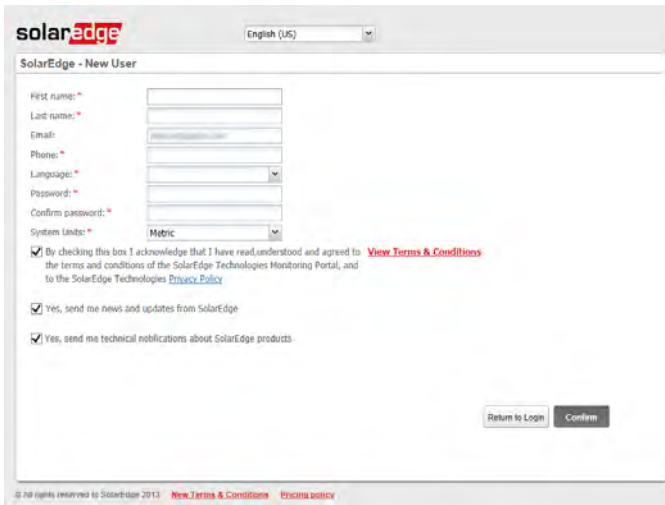 solaredge
English (US)
SolarEdge - New User
First name: *
Last name: *
Email:
Phone: *
Language: *
Password: *
Confirm password: *
System Units: * Metric
By checking this box I acknowledge that I have read,understood and agreed to View Terms & Conditions
the terms and conditions of the SolarEdge Technologies Monitoring Portal, and
to the SolarEdge Technologies Privacy Policy
Yes, send me news and updates from SolarEdge
Yes, send me technical notifications about SolarEdge products
Return to Login Confirm
© All rights reserved to SolarEdge 2013 New Terms & Conditions Pricing policy